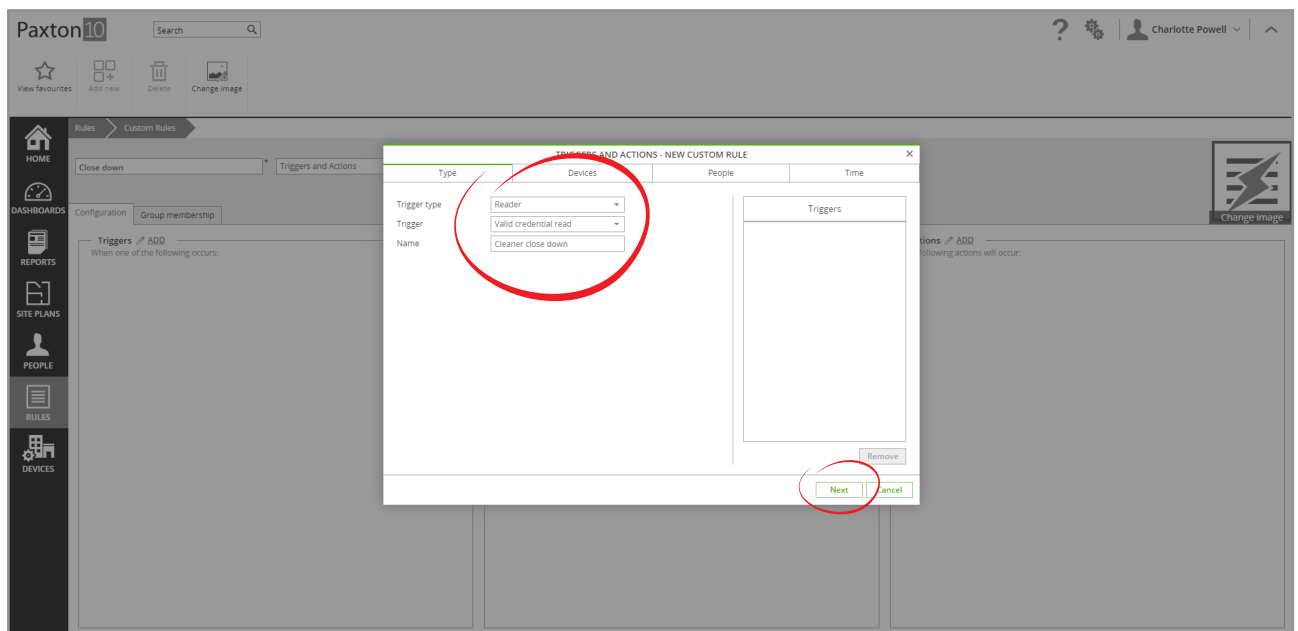 Paxton10
Search
Charlotte Powell
View favourites
Add new
Delete
Change image
Rules
Custom Rules
HOME
DASHBOARDS
REPORTS
SITE PLANS
PEOPLE
RULES
DEVICES
Close down
*
Triggers and Actions
Change image
Configuration
Group membership
Triggers ADD
When one of the following occurs:
tions ADD
ollowing actions will occur:
TRIGGERS AND ACTIONS - NEW CUSTOM RULE
Type
Devices
People
Time
Trigger type
Reader
Trigger
Valid credential read
Name
Cleaner close down
Triggers
Remove
Next
Cancel